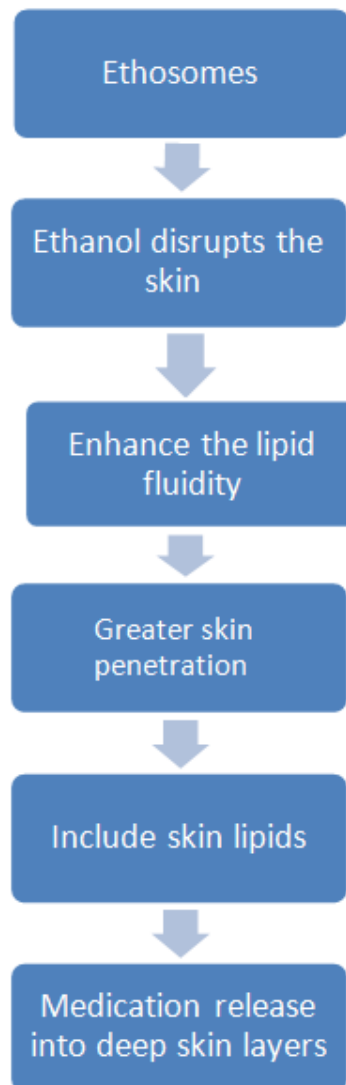 Ethosomes
Ethanol disrupts the
skin
Enhance the lipid
fluidity
Greater skin
penetration
Include skin lipids
Medication release
into deep skin layers